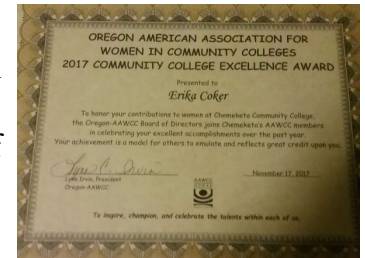 OREGON AMERICAN ASSOCIATION FOR
WOMEN IN COMMUNITY COLLEGES
2017 COMMUNITY COLLEGE EXCELLENCE AWARD
Presented to
Erika Coker
To honor your contributions to women at Chemeketa Community College,
the Oregon-AAWCC Board of Directors joins Chemeketa's AAWCC members
in celebrating your excellent accomplishments over the past year.
Your achievement is a model for others to emulate and reflects great credit upon you.
Lynn Irvin, President
Oregon AAWCC
November 17, 2017
AAWCC
To inspire, champion, and celebrate the talents within each of us.